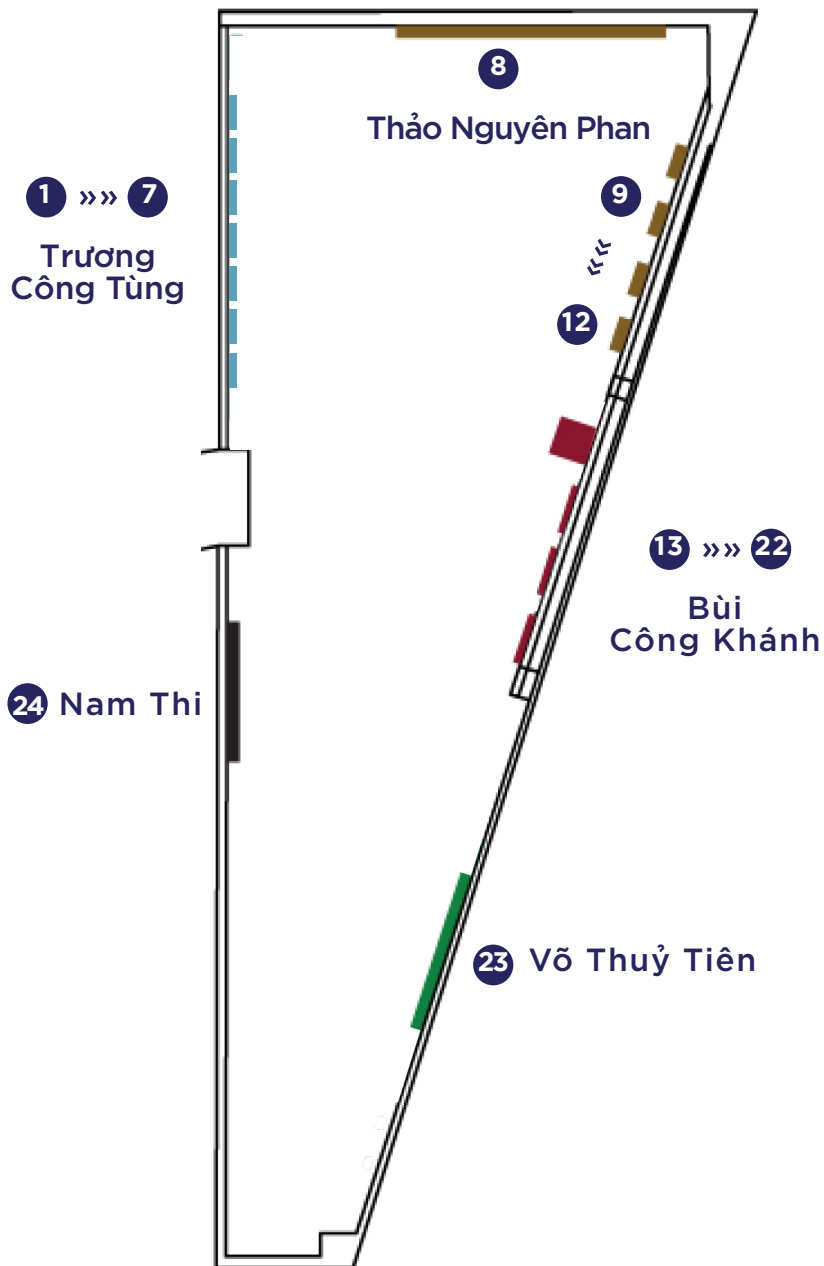 8
Thảo Nguyên Phan
1 »» 7
Trương
Công Tùng
9
»»
12
13 »» 22
Bùi
Công Khánh
24 Nam Thi
23 Võ Thuỷ Tiên